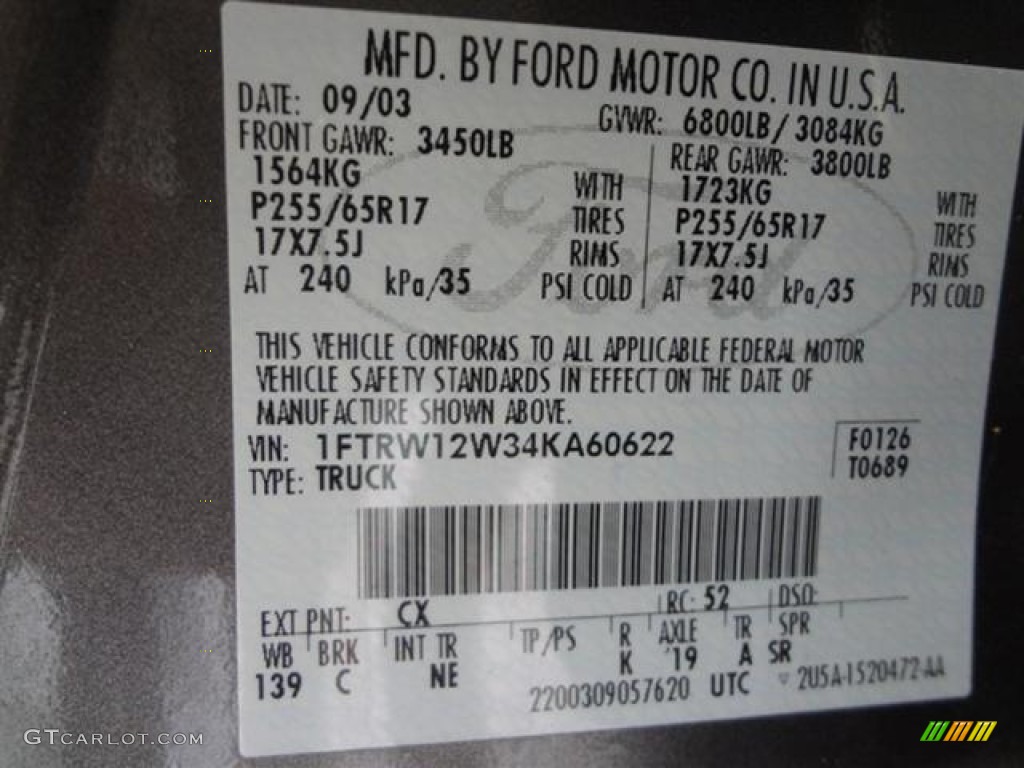 MFD. BY FORD MOTOR CO. IN U.S.A.
DATE: 09/03 GVWR: 6800LB/ 3084KG
FRONT GAWR: 3450LB REAR GAWR: 3800LB
1564KG WITH 1723KG WITH
P255/65R17 TIRES P255/65R17 TIRES
17X7.5J RIMS 17X7.5J RIMS
AT 240 kPa/35 PSI COLD AT 240 kPa/35 PSI COLD
Ford
THIS VEHICLE CONFORMS TO ALL APPLICABLE FEDERAL MOTOR
VEHICLE SAFETY STANDARDS IN EFFECT ON THE DATE OF
MANUFACTURE SHOWN ABOVE.
VIN: 1FTRW12W34KA60622 F0126
TYPE: TRUCK T0689
EXT PNT: CX RC: 52 DSO:
WB BRK INT TR TP/PS R AXLE TR SPR
139 C NE K 19 A SR
2200309057620 UTC 2U5A-1520472-AA
GTCARLOT.COM